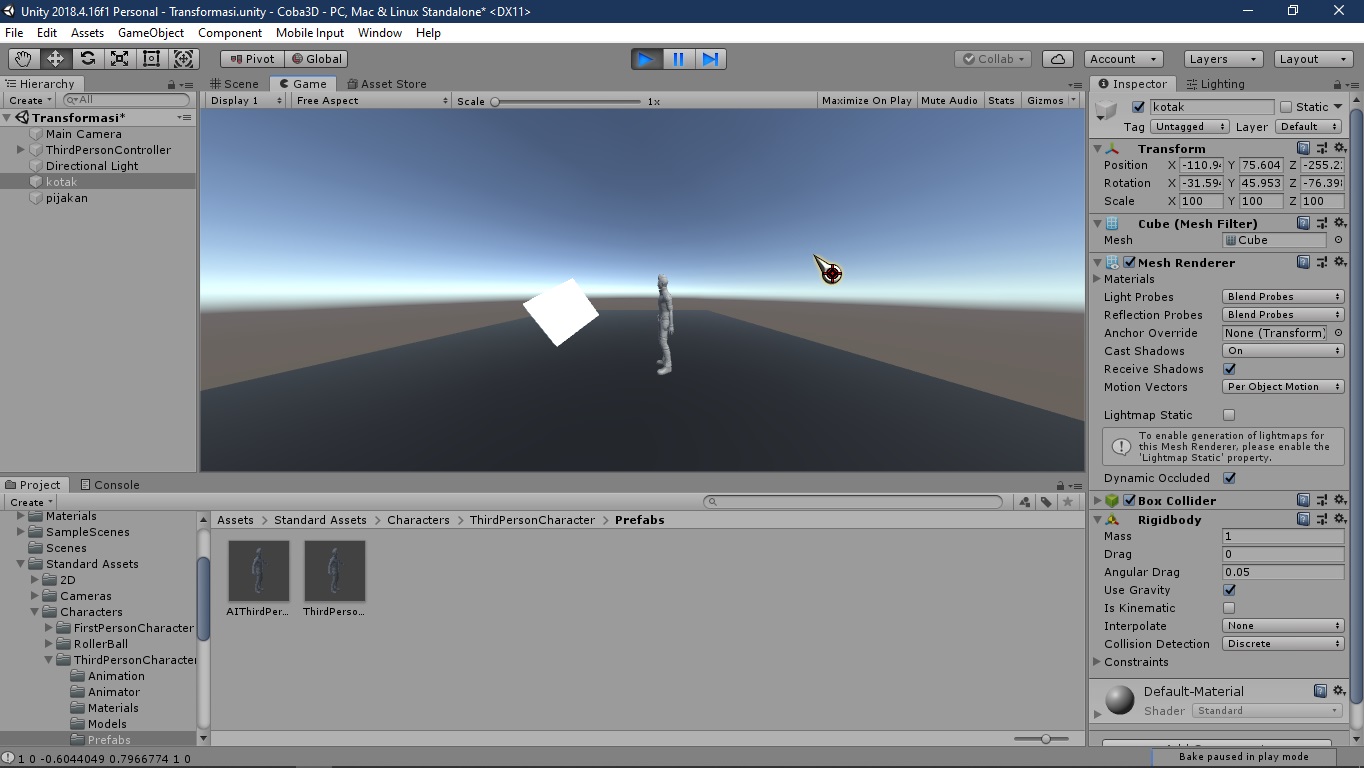 Unity 2018.4.16f1 Personal - Transformasi.unity - Coba3D - PC, Mac & Linux Standalone* <DX11>
File Edit Assets GameObject Component Mobile Input Window Help
Pivot Global Collab Account Layers Layout
Hierarchy
Create All
Transformasi*
Main Camera
ThirdPersonController
Directional Light
kotak
pijakan
Scene Game Asset Store
Display 1 Free Aspect Scale 1x Maximize On Play Mute Audio Stats Gizmos
Inspector Lighting
kotak Static
Tag Untagged Layer Default
Transform
Position X -110.94 Y 75.604 Z -255.2
Rotation X -31.594 Y 45.953 Z -76.398
Scale X 100 Y 100 Z 100
Cube (Mesh Filter)
Mesh Cube
Mesh Renderer
Materials
Light Probes Blend Probes
Reflection Probes Blend Probes
Anchor Override None (Transform)
Cast Shadows On
Receive Shadows
Motion Vectors Per Object Motion
Lightmap Static
To enable generation of lightmaps for
this Mesh Renderer, please enable the
'Lightmap Static' property.
Dynamic Occluded
Box Collider
Rigidbody
Mass 1
Drag 0
Angular Drag 0.05
Use Gravity
Is Kinematic
Interpolate None
Collision Detection Discrete
Constraints
Default-Material
Shader Standard
Project Console
Create
Materials
SampleScenes
Scenes
Standard Assets
2D
Cameras
Characters
FirstPersonCharacter
RollerBall
ThirdPersonCharacter
Animation
Animator
Materials
Models
Prefabs
Assets > Standard Assets > Characters > ThirdPersonCharacter > Prefabs
AIThirdPer... ThirdPerso...
1 0 -0.6044049 0.7966774 1 0
Bake paused in play mode